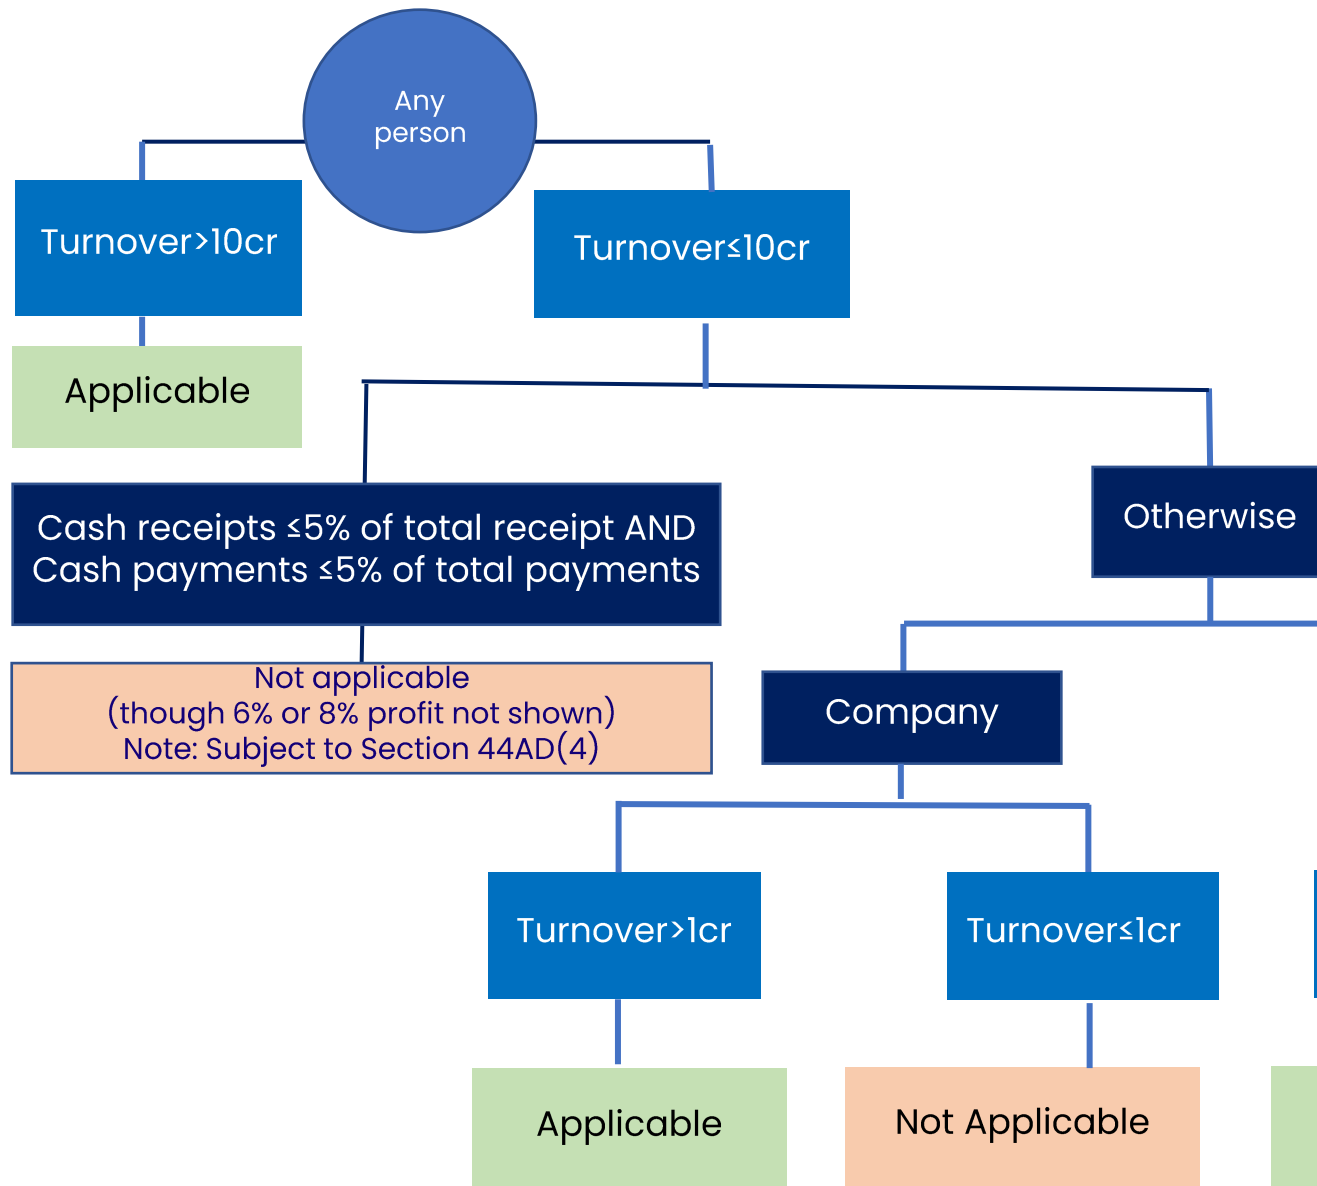 Any
person
Turnover>10cr
Turnover≤10cr
Applicable
Cash receipts ≤5% of total receipt AND
Cash payments ≤5% of total payments
Otherwise
Not applicable
(though 6% or 8% profit not shown)
Note: Subject to Section 44AD(4)
Company
Turnover>1cr
Turnover≤1cr
Applicable
Not Applicable